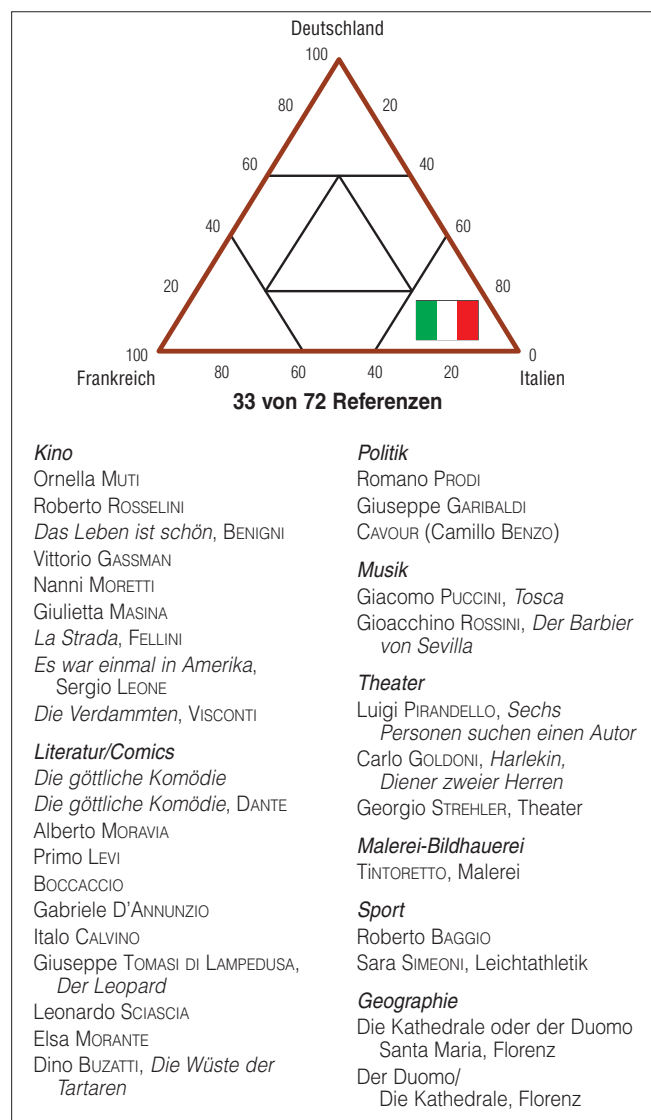 Deutschland
100
80 20
60 40
40 60
20 80
100 0
Frankreich 80 60 40 20 Italien
33 von 72 Referenzen
Kino
Ornella MUTI
Roberto ROSSELINI
Das Leben ist schön, BENIGNI
Vittorio GASSMAN
Nanni MORETTI
Giulietta MASINA
La Strada, FELLINI
Es war einmal in Amerika,
Sergio LEONE
Die Verdammten, VISCONTI
Literatur/Comics
Die göttliche Komödie
Die göttliche Komödie, DANTE
Alberto MORAVIA
Primo LEVI
BOCCACCIO
Gabriele D'ANNUNZIO
Italo CALVINO
Giuseppe TOMASI DI LAMPEDUSA,
Der Leopard
Leonardo SCIASCIA
Elsa MORANTE
Dino BUZATTI, Die Wüste der
Tartaren
Politik
Romano PRODI
Giuseppe GARIBALDI
CAVOUR (Camillo BENZO)
Musik
Giacomo PUCCINI, Tosca
Gioacchino ROSSINI, Der Barbier
von Sevilla
Theater
Luigi PIRANDELLO, Sechs
Personen suchen einen Autor
Carlo GOLDONI, Harlekin,
Diener zweier Herren
Georgio STREHLER, Theater
Malerei-Bildhauerei
TINTORETTO, Malerei
Sport
Roberto BAGGIO
Sara SIMEONI, Leichtathletik
Geographie
Die Kathedrale oder der Duomo
Santa Maria, Florenz
Der Duomo/
Die Kathedrale, Florenz